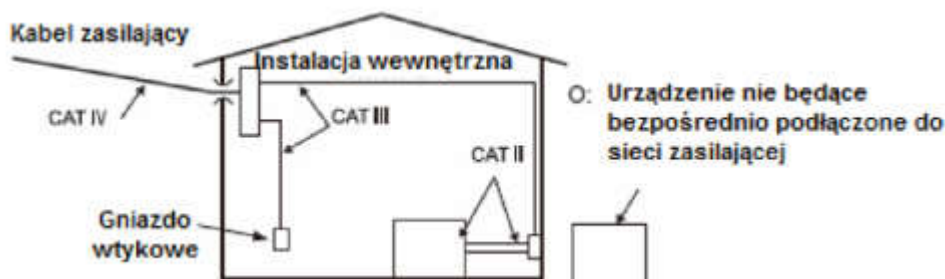 Kabel zasilający
Instalacja wewnętrzna
CAT IV
CAT III
O: Urządzenie nie będące
bezpośrednio podłączone do
sieci zasilającej
CAT II
Gniazdo
wtykowe